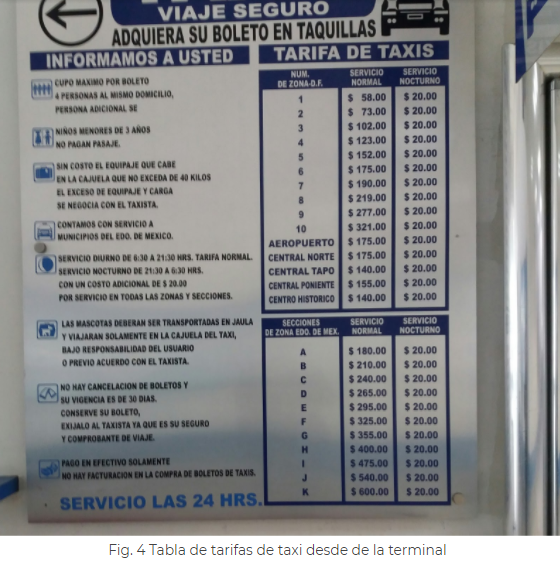 VIAJE SEGURO
ADQUIERA SU BOLETO EN TAQUILLAS
INFORMAMOS A USTED
CUPO MAXIMO POR BOLETO
4 PERSONAS AL MISMO DOMICILIO,
PERSONA ADICIONAL SE
NIÑOS MENORES DE 3 AÑOS
NO PAGAN PASAJE.
SIN COSTO EL EQUIPAJE QUE CABE
EN LA CAJUELA QUE NO EXCEDA DE 40 KILOS
EL EXCESO DE EQUIPAJE Y CARGA
SE NEGOCIA CON EL TAXISTA.
CONTAMOS CON SERVICIO A
MUNICIPIOS DEL EDO. DE MEXICO.
SERVICIO DIURNO DE 6:30 A 21:30 HRS. TARIFA NORMAL.
SERVICIO NOCTURNO DE 21:30 A 6:30 HRS.
CON UN COSTO ADICIONAL DE $ 20.00
POR SERVICIO EN TODAS LAS ZONAS Y SECCIONES.
LAS MASCOTAS DEBERAN SER TRANSPORTADAS EN JAULA
Y VIAJARAN SOLAMENTE EN LA CAJUELA DEL TAXI,
BAJO RESPONSABILIDAD DEL USUARIO
O PREVIO ACUERDO CON EL TAXISTA.
NO HAY CANCELACION DE BOLETOS Y
SU VIGENCIA ES DE 30 DIAS.
CONSERVE SU BOLETO,
EXIJALO AL TAXISTA YA QUE ES SU SEGURO
Y COMPROBANTE DE VIAJE.
PAGO EN EFECTIVO SOLAMENTE
NO HAY FACTURACION EN LA COMPRA DE BOLETOS DE TAXIS.
SERVICIO LAS 24 HRS.
TARIFA DE TAXIS
NUM. DE ZONA-D.F. SERVICIO NORMAL SERVICIO NOCTURNO
1 $ 58.00 $ 20.00
2 $ 73.00 $ 20.00
3 $ 102.00 $ 20.00
4 $ 123.00 $ 20.00
5 $ 152.00 $ 20.00
6 $ 175.00 $ 20.00
7 $ 190.00 $ 20.00
8 $ 219.00 $ 20.00
9 $ 277.00 $ 20.00
10 $ 321.00 $ 20.00
AEROPUERTO $ 175.00 $ 20.00
CENTRAL NORTE $ 175.00 $ 20.00
CENTRAL TAPO $ 140.00 $ 20.00
CENTRAL PONIENTE $ 155.00 $ 20.00
CENTRO HISTORICO $ 140.00 $ 20.00
SECCIONES DE ZONA EDO. DE MEX. SERVICIO NORMAL SERVICIO NOCTURNO
A $ 180.00 $ 20.00
B $ 210.00 $ 20.00
C $ 240.00 $ 20.00
D $ 265.00 $ 20.00
E $ 295.00 $ 20.00
F $ 325.00 $ 20.00
G $ 355.00 $ 20.00
H $ 400.00 $ 20.00
I $ 475.00 $ 20.00
J $ 540.00 $ 20.00
K $ 600.00 $ 20.00
Fig. 4 Tabla de tarifas de taxi desde de la terminal